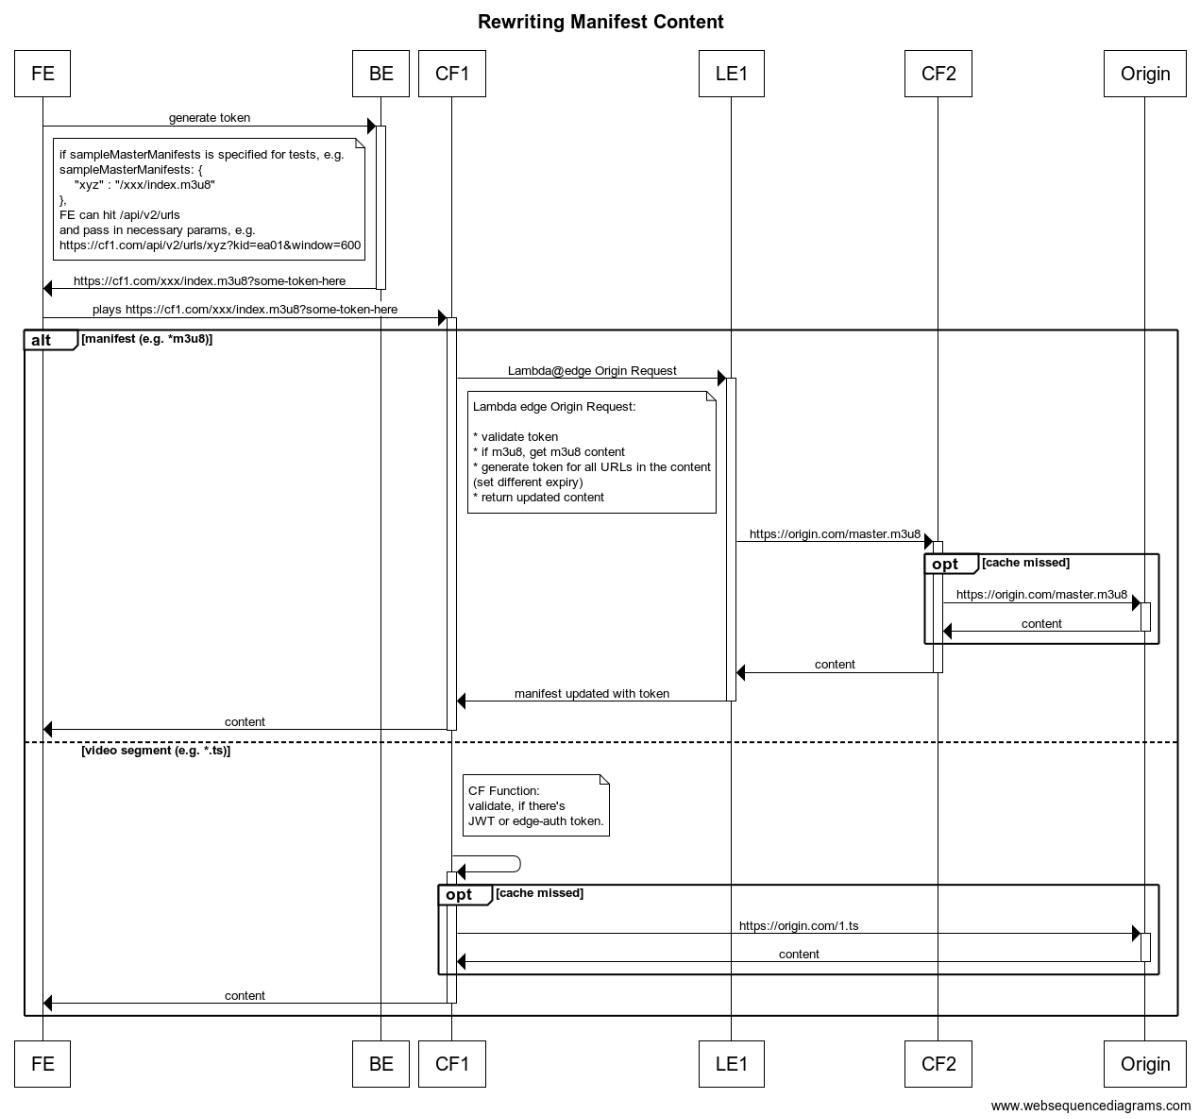 Rewriting Manifest Content
FE
BE
CF1
LE1
CF2
Origin
generate token
if sampleMasterManifests is specified for tests, e.g.
sampleMasterManifests: {
"xyz" : "/xxx/index.m3u8"
},
FE can hit /api/v2/urls
and pass in necessary params, e.g.
https://cf1.com/api/v2/urls/xyz?kid=ea01&window=600
https://cf1.com/xxx/index.m3u8?some-token-here
plays https://cf1.com/xxx/index.m3u8?some-token-here
alt
[manifest (e.g. *m3u8)]
Lambda@edge Origin Request
Lambda edge Origin Request:
* validate token
* if m3u8, get m3u8 content
* generate token for all URLs in the content
(set different expiry)
* return updated content
https://origin.com/master.m3u8
opt
[cache missed]
https://origin.com/master.m3u8
content
content
manifest updated with token
content
[video segment (e.g. *.ts)]
CF Function:
validate, if there's
JWT or edge-auth token.
opt
[cache missed]
https://origin.com/1.ts
content
content
FE
BE
CF1
LE1
CF2
Origin
www.websequencediagrams.com